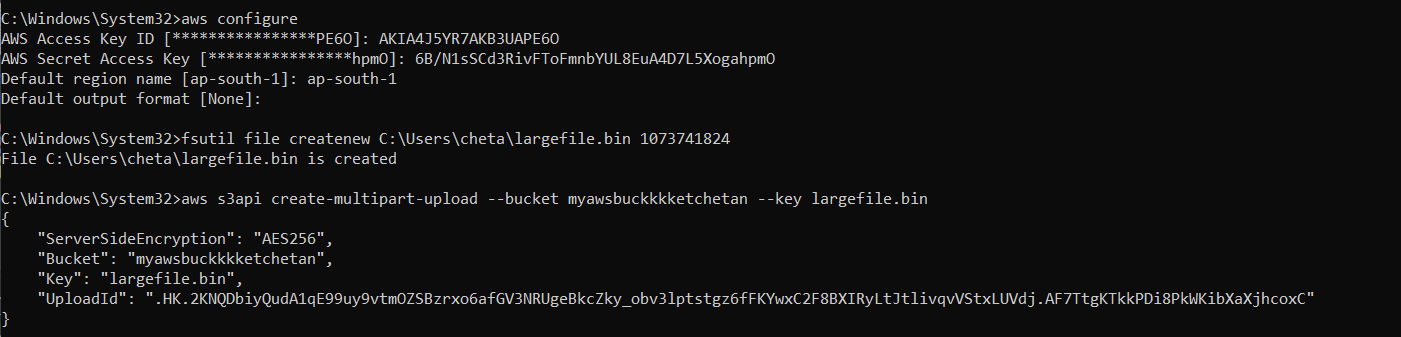 C:\Windows\System32>aws configure
AWS Access Key ID [****************PE6O]: AKIA4J5YR7AKB3UAPE6O
AWS Secret Access Key [****************hpmO]: 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
Default region name [ap-south-1]: ap-south-1
Default output format [None]:
C:\Windows\System32>fsutil file createnew C:\Users\cheta\largefile.bin 1073741824
File C:\Users\cheta\largefile.bin is created
C:\Windows\System32>aws s3api create-multipart-upload --bucket myawsbuckkkketchetan --key largefile.bin
{
    "ServerSideEncryption": "AES256",
    "Bucket": "myawsbuckkkketchetan",
    "Key": "largefile.bin",
    "UploadId": ".HK.2KNQDbiyQudA1qE99uy9vtmOZSBzrxo6afGV3NRUgeBkcZky_obv3lptstgz6fFKYwxC2F8BXIRyLtJtlivqvVStxLUVdj.AF7TtgKTkkPDi8PkWKibXaXjhcoxC"
}